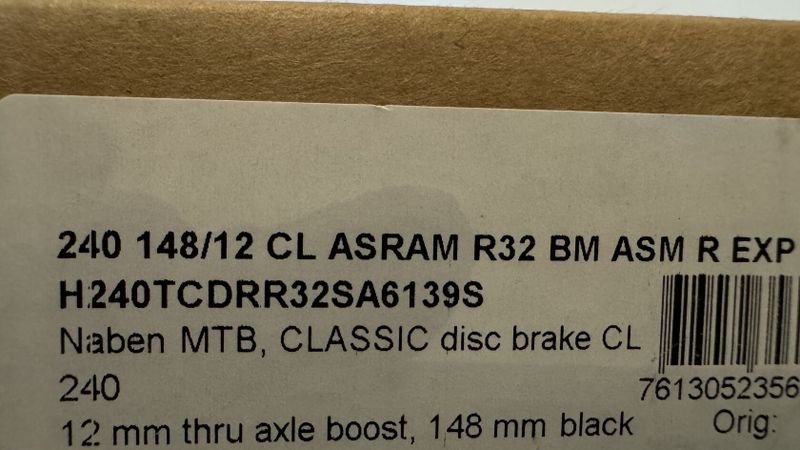 240 148/12 CL ASRAM R32 BM ASM R EXP
H240TCDRR32SA6139S
Naben MTB, CLASSIC disc brake CL
240
7613052356
12 mm thru axle boost, 148 mm black
Orig: